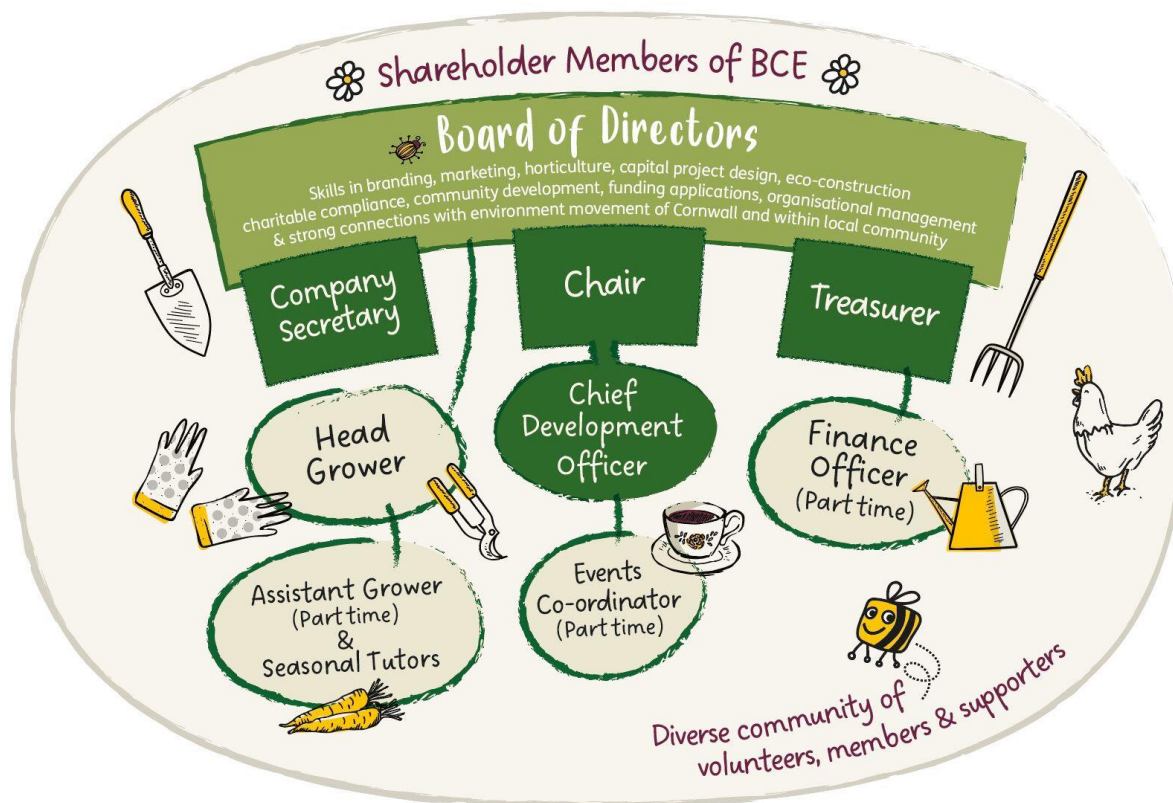 Shareholder Members of BCE
Board of Directors
Skills in branding, marketing, horticulture, capital project design, eco-construction
charitable compliance, community development, funding applications, organisational management
& strong connections with environment movement of Cornwall and within local community
Company
Secretary
Chair
Treasurer
Head
Grower
Chief
Development
Officer
Finance
Officer
(Part time)
Assistant Grower
(Part time)
&
Seasonal Tutors
Events
Co-ordinator
(Part time)
Diverse community of
volunteers, members & supporters